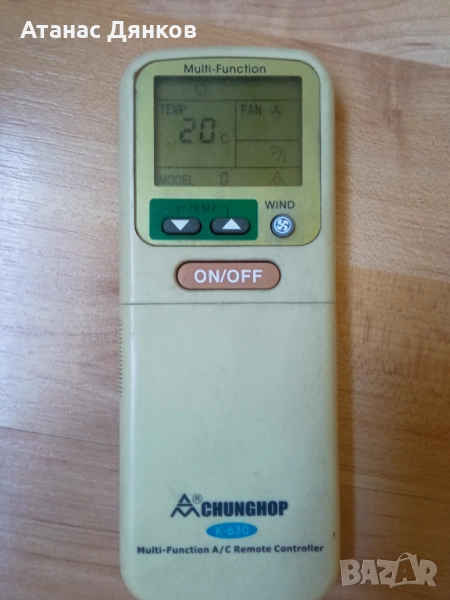 Атанас Дянков
Multi-Function
TEMP FAN
20°C
MODEL 0
TEMP WIND
ON/OFF
® CHUNGHOP
K-630
Multi-Function A/C Remote Controller
BAZAR